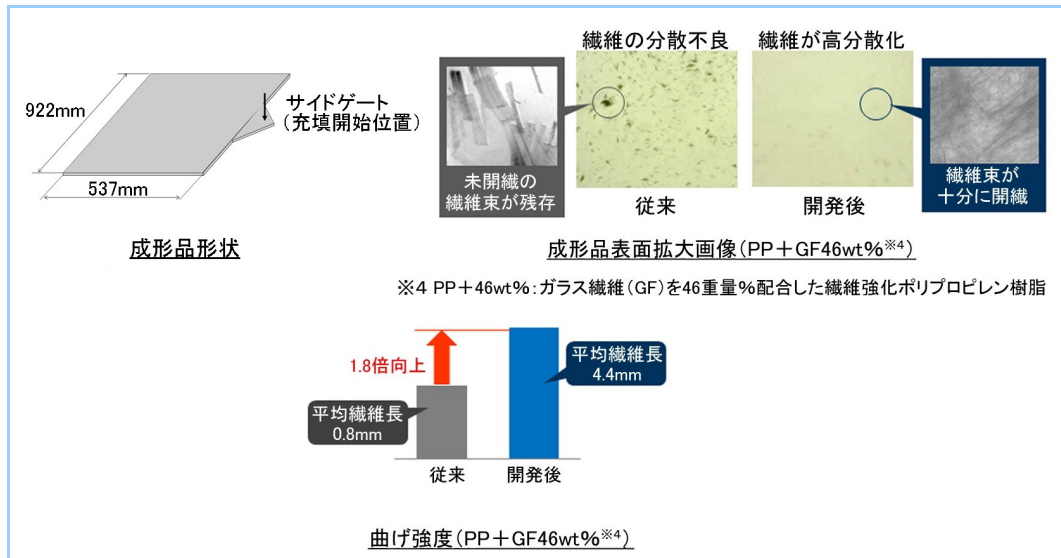 922mm
537mm
サイドゲート
(充填開始位置)
成形品形状
繊維の分散不良
繊維が高分散化
未開繊の
繊維束が残存
従来
開発後
繊維束が
十分に開繊
成形品表面拡大画像(PP+GF46wt%※4)
※4 PP+46wt%:ガラス繊維(GF)を46重量%配合した繊維強化ポリプロピレン樹脂
1.8倍向上
平均繊維長
0.8mm
平均繊維長
4.4mm
従来
開発後
曲げ強度(PP+GF46wt%※4)